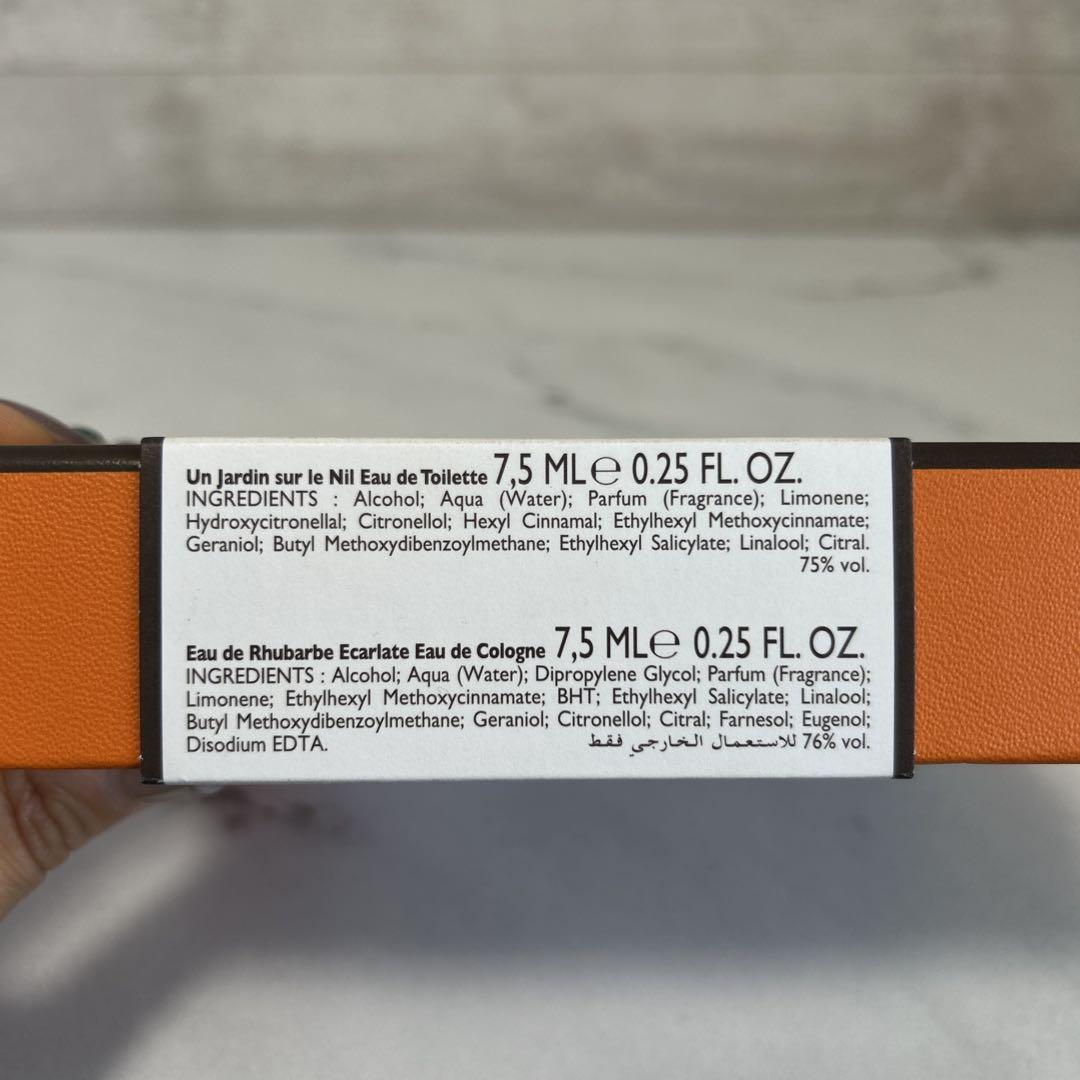 Un Jardin sur le Nil Eau de Toilette 7,5 ML℮ 0.25 FL. OZ.
INGREDIENTS : Alcohol; Aqua (Water); Parfum (Fragrance); Limonene;
Hydroxycitronellal; Citronellol; Hexyl Cinnamal; Ethylhexyl Methoxycinnamate;
Geraniol; Butyl Methoxydibenzoylmethane; Ethylhexyl Salicylate; Linalool; Citral.
75% vol.
Eau de Rhubarbe Ecarlate Eau de Cologne 7,5 ML℮ 0.25 FL. OZ.
INGREDIENTS : Alcohol; Aqua (Water); Dipropylene Glycol; Parfum (Fragrance);
Limonene; Ethylhexyl Methoxycinnamate; BHT; Ethylhexyl Salicylate; Linalool;
Butyl Methoxydibenzoylmethane; Geraniol; Citronellol; Citral; Farnesol; Eugenol;
Disodium EDTA. للاستعمال الخارجي فقط 76% vol.